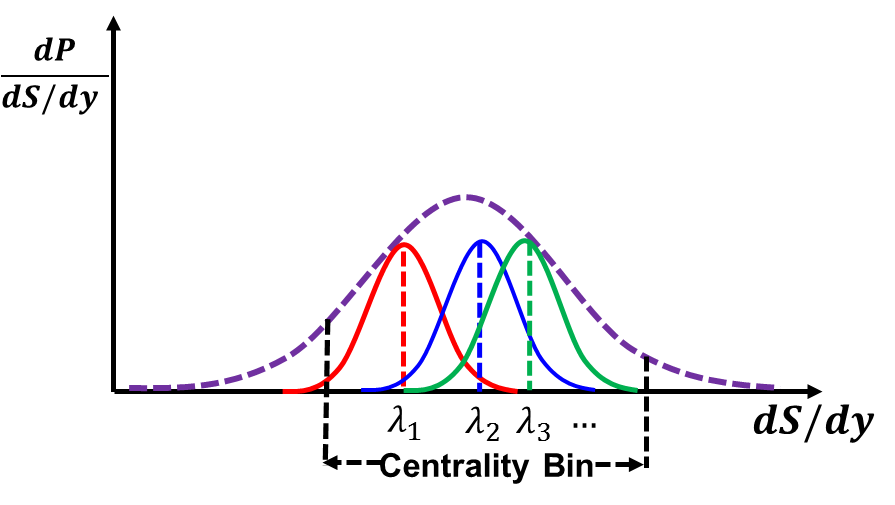 dP
dS/dy
λ1 λ2 λ3 ...
dS/dy
Centrality Bin